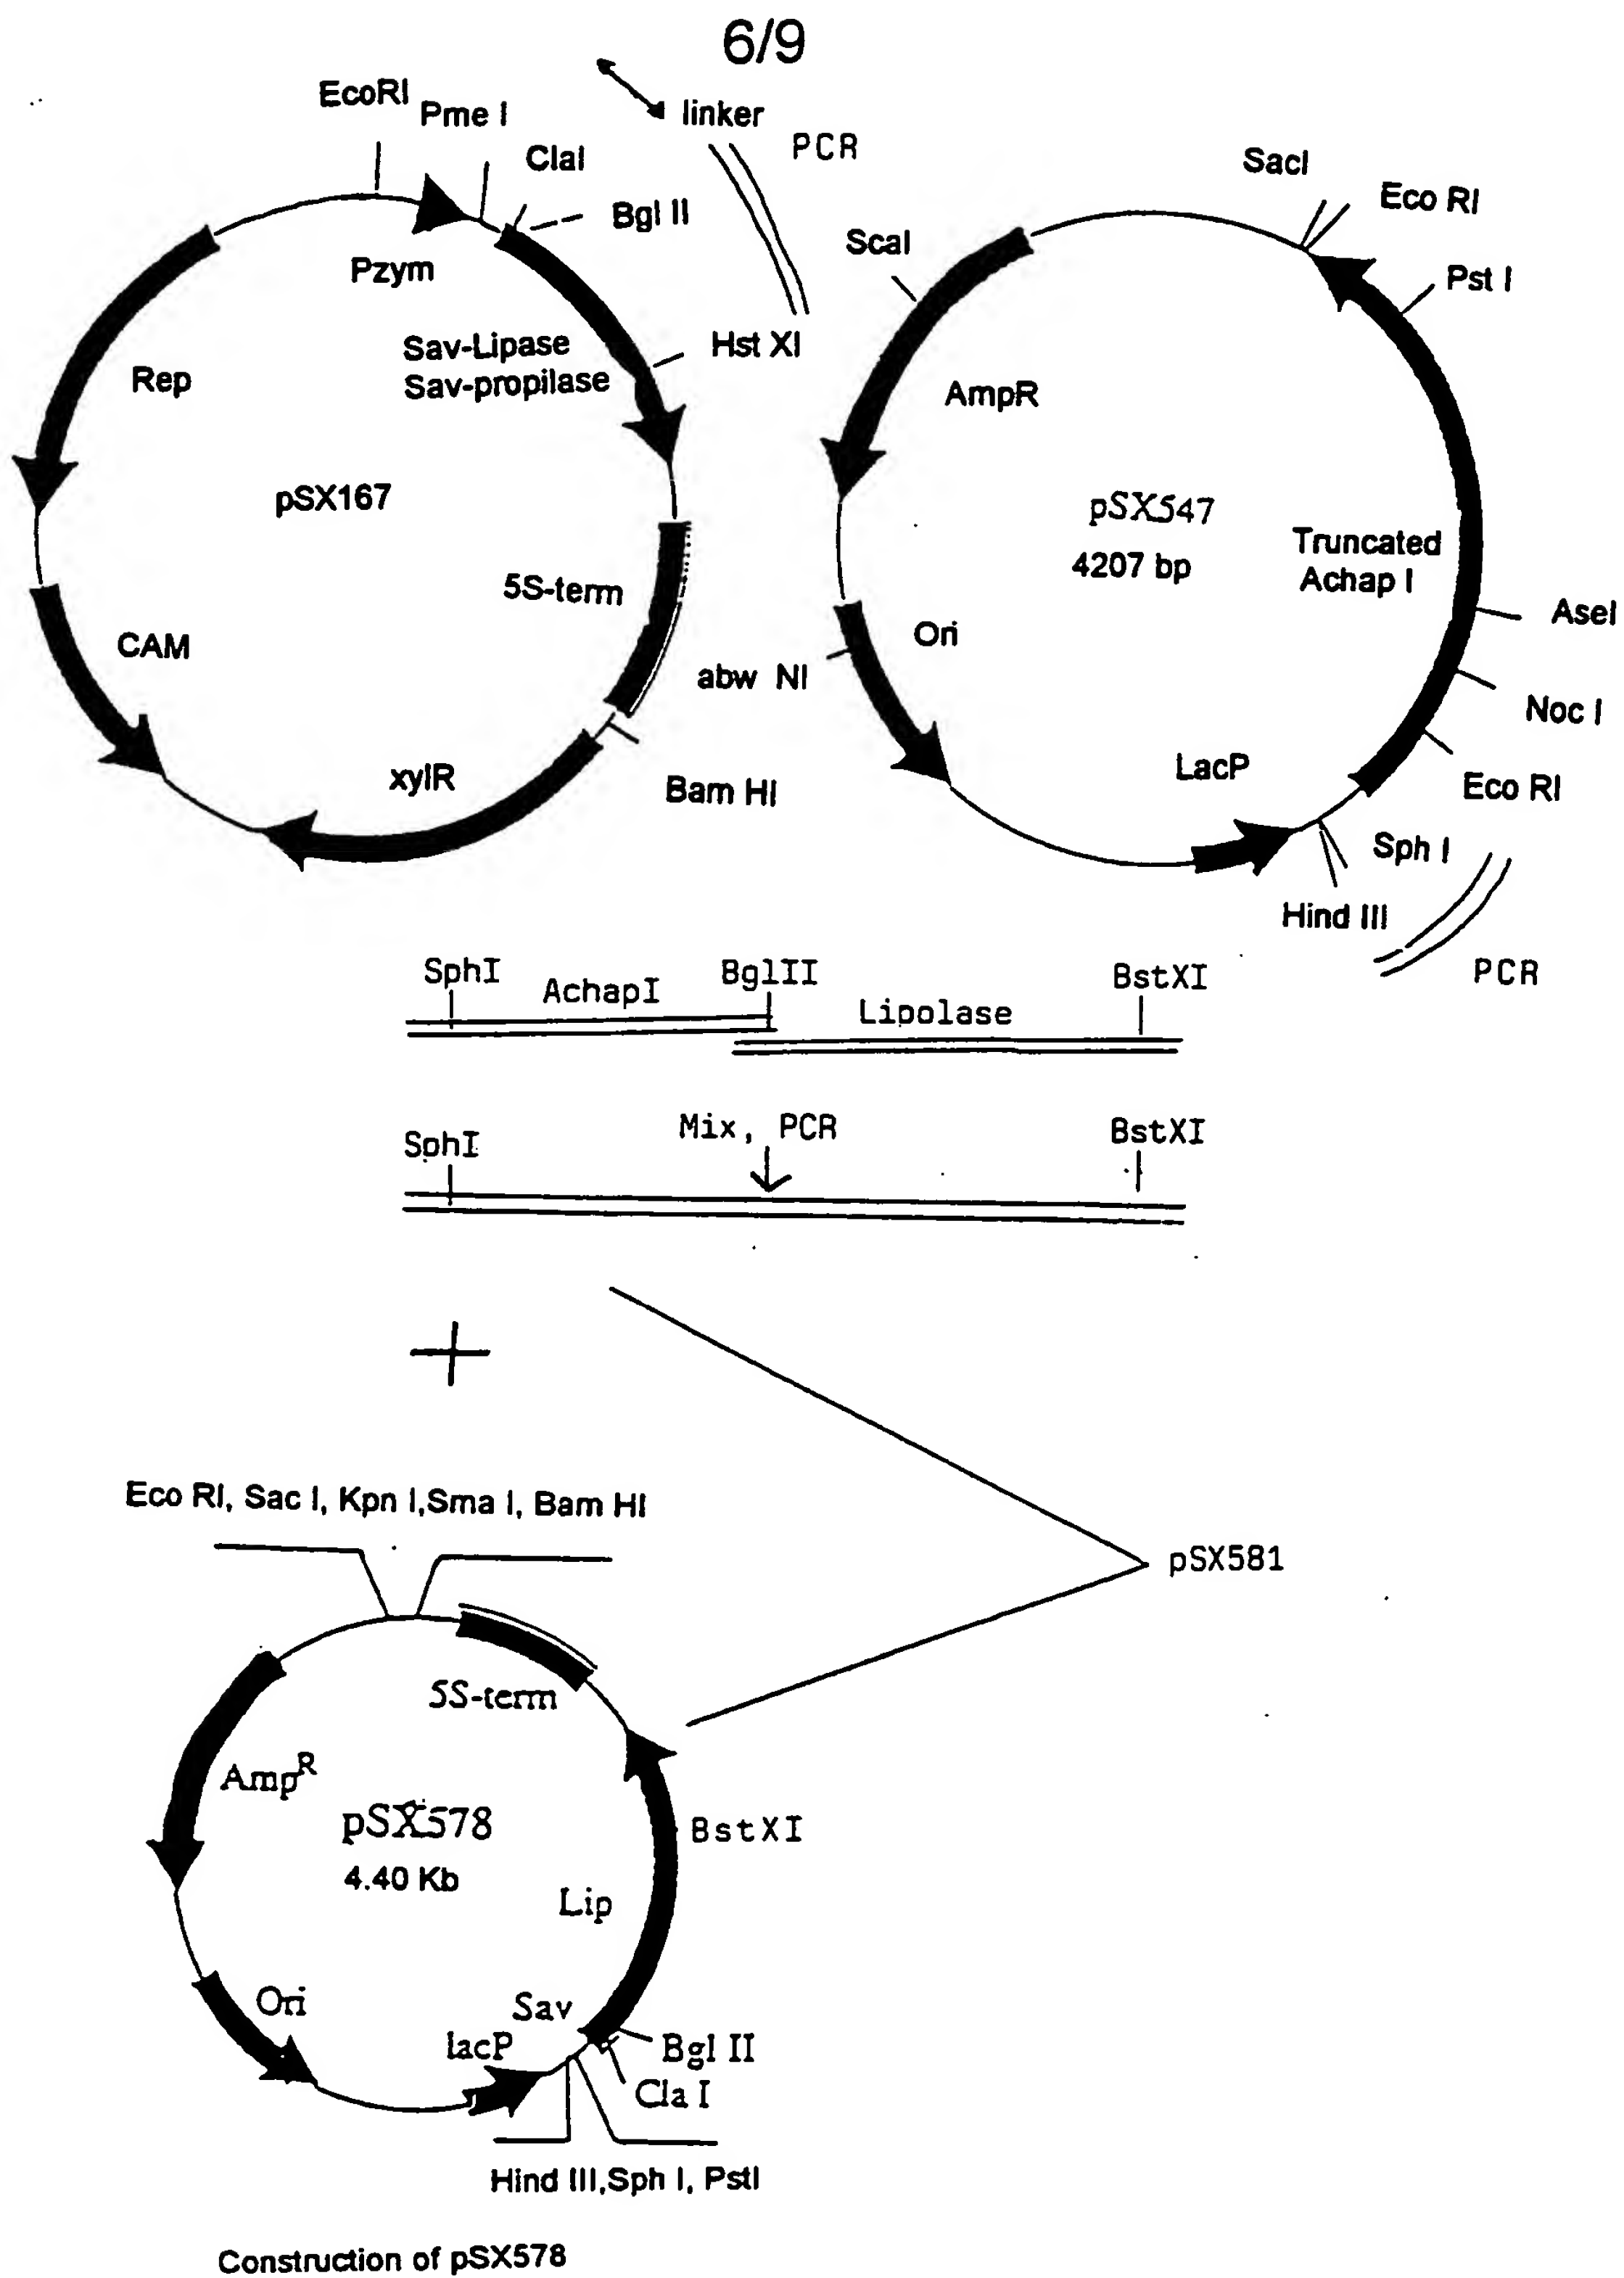 6/9
EcoRI
Pme I
ClaI
Bgl II
linker
PCR
Pzym
Rep
Sav-Lipase
Sav-propilase
Hst XI
pSX167
5S-term
CAM
abw NI
xylR
Bam HI
SacI
Eco RI
ScaI
Pst I
AmpR
pSX547
4207 bp
Truncated
Achap I
AseI
Ori
Noc I
LacP
Eco RI
Sph I
Hind III
PCR
SphI
AchapI
BglII
Lipolase
BstXI
SphI
Mix, PCR
BstXI
+
Eco RI, Sac I, Kpn I,Sma I, Bam HI
pSX581
5S-term
AmpR
pSX578
4.40 Kb
BstXI
Lip
Ori
Sav
lacP
Bgl II
Cla I
Hind III,Sph I, PstI
Construction of pSX578